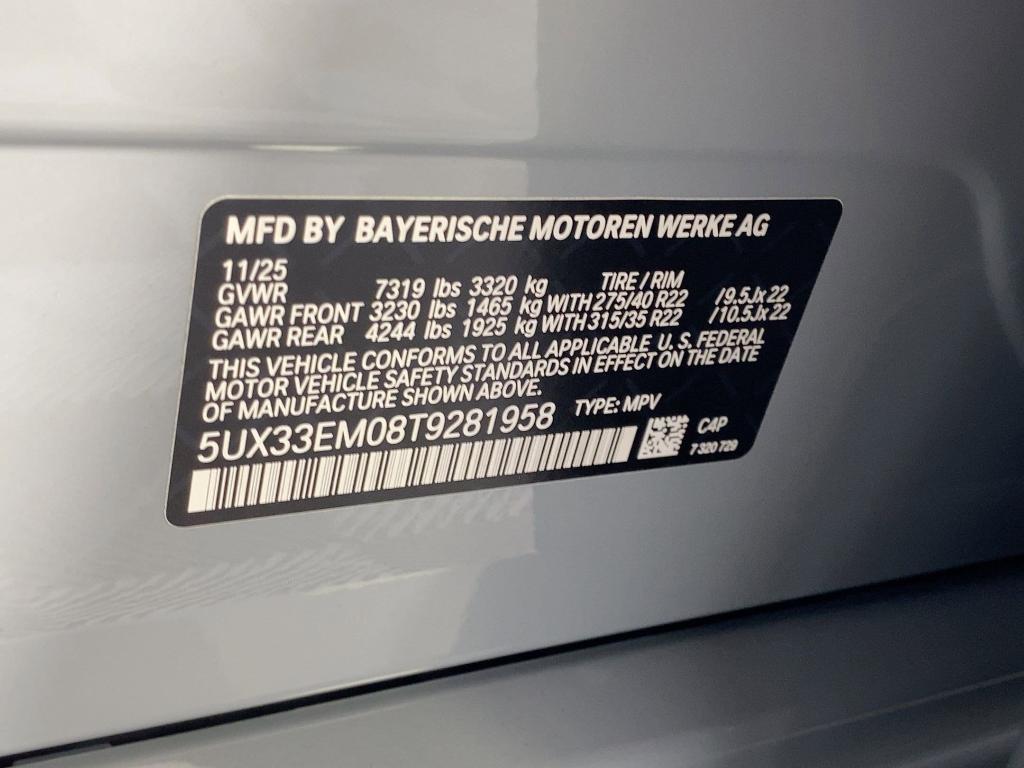 MFD BY BAYERISCHE MOTOREN WERKE AG
11/25
GVWR 7319 lbs 3320 kg TIRE / RIM
GAWR FRONT 3230 lbs 1465 kg WITH 275/40 R22 /9.5Jx22
GAWR REAR 4244 lbs 1925 kg WITH 315/35 R22 /10.5Jx22
THIS VEHICLE CONFORMS TO ALL APPLICABLE U.S. FEDERAL
MOTOR VEHICLE SAFETY STANDARDS IN EFFECT ON THE DATE
OF MANUFACTURE SHOWN ABOVE.
5UX33EM08T9281958 TYPE: MPV
C4P
7 320 729